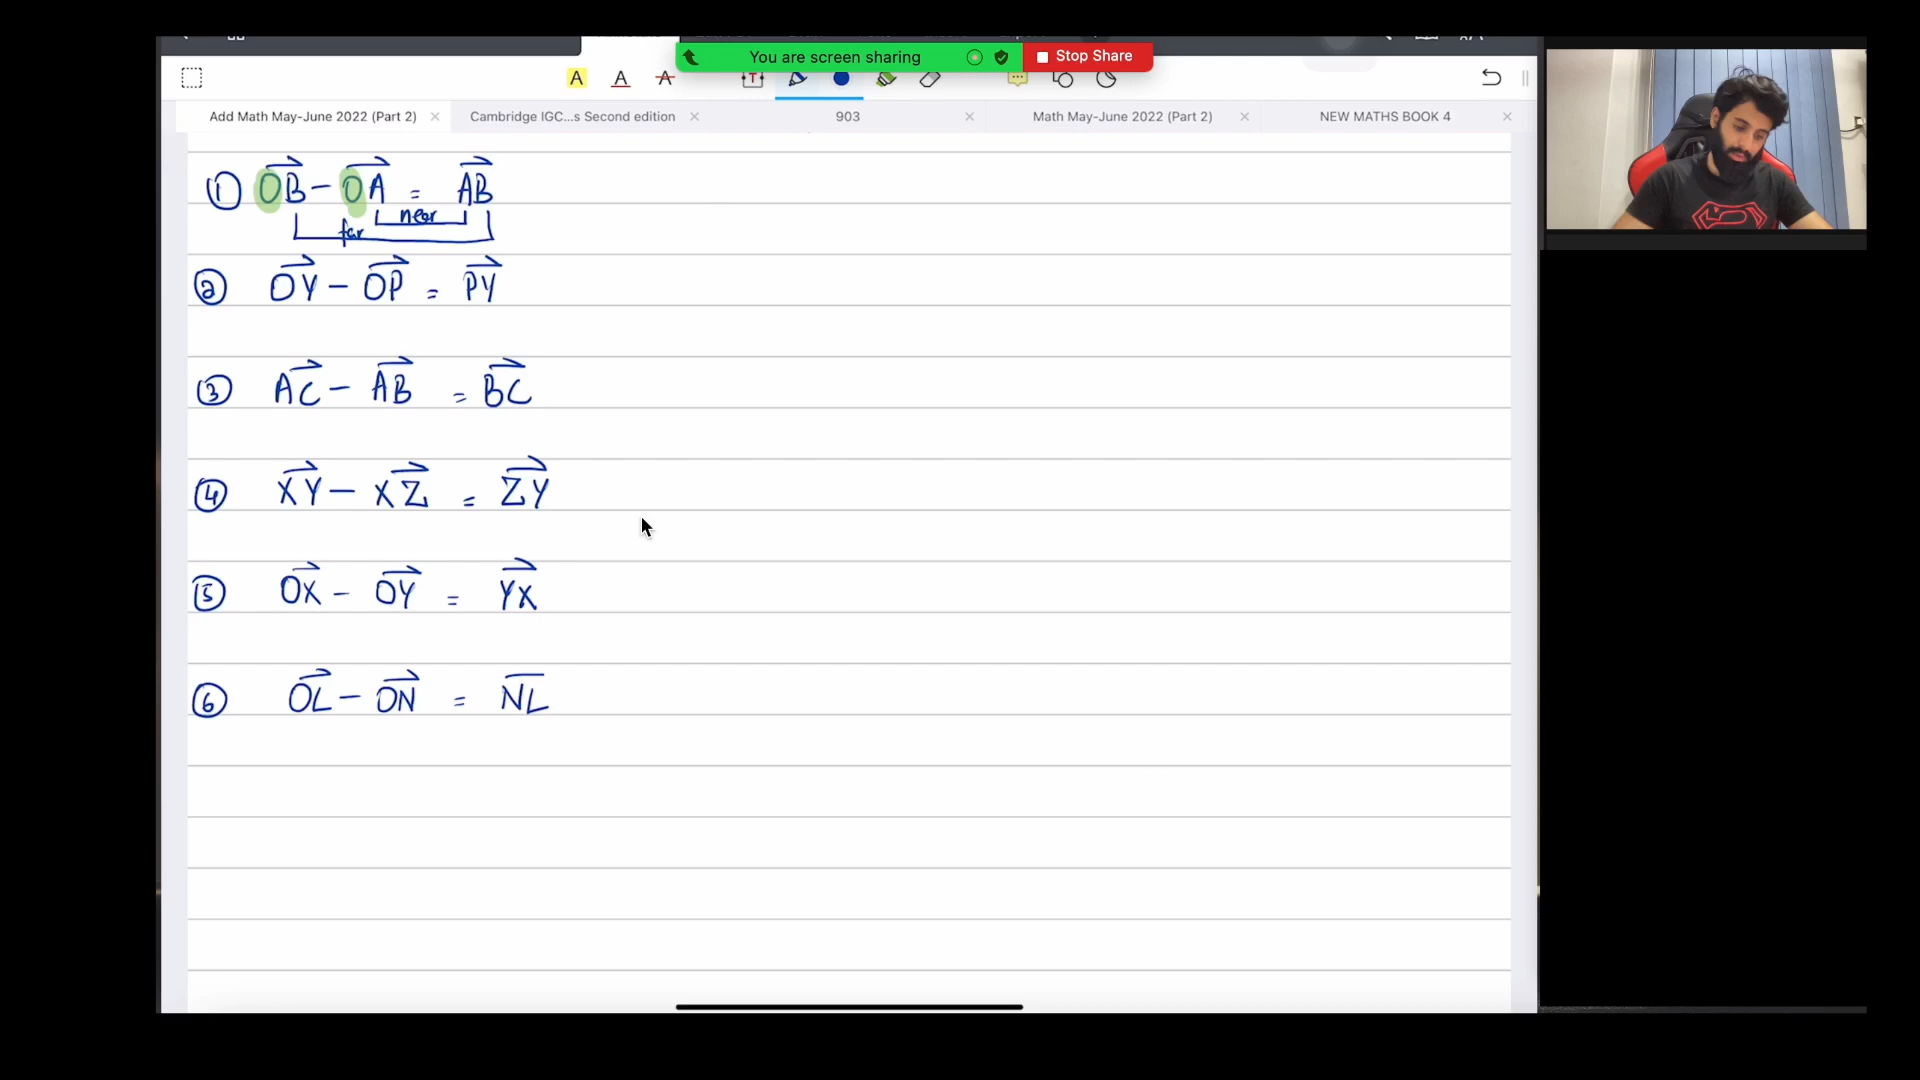 You are screen sharing Stop Share
A A A T
Add Math May-June 2022 (Part 2) × Cambridge IGC...s Second edition × 903 × Math May-June 2022 (Part 2) × NEW MATHS BOOK 4 ×
① OB⃗ − OA⃗ = AB⃗
near
far
② OY⃗ − OP⃗ = PY⃗
③ AC⃗ − AB⃗ = BC⃗
④ XY⃗ − XZ⃗ = ZY⃗
⑤ OX⃗ − OY⃗ = YX⃗
⑥ OL⃗ − ON⃗ = NL̅